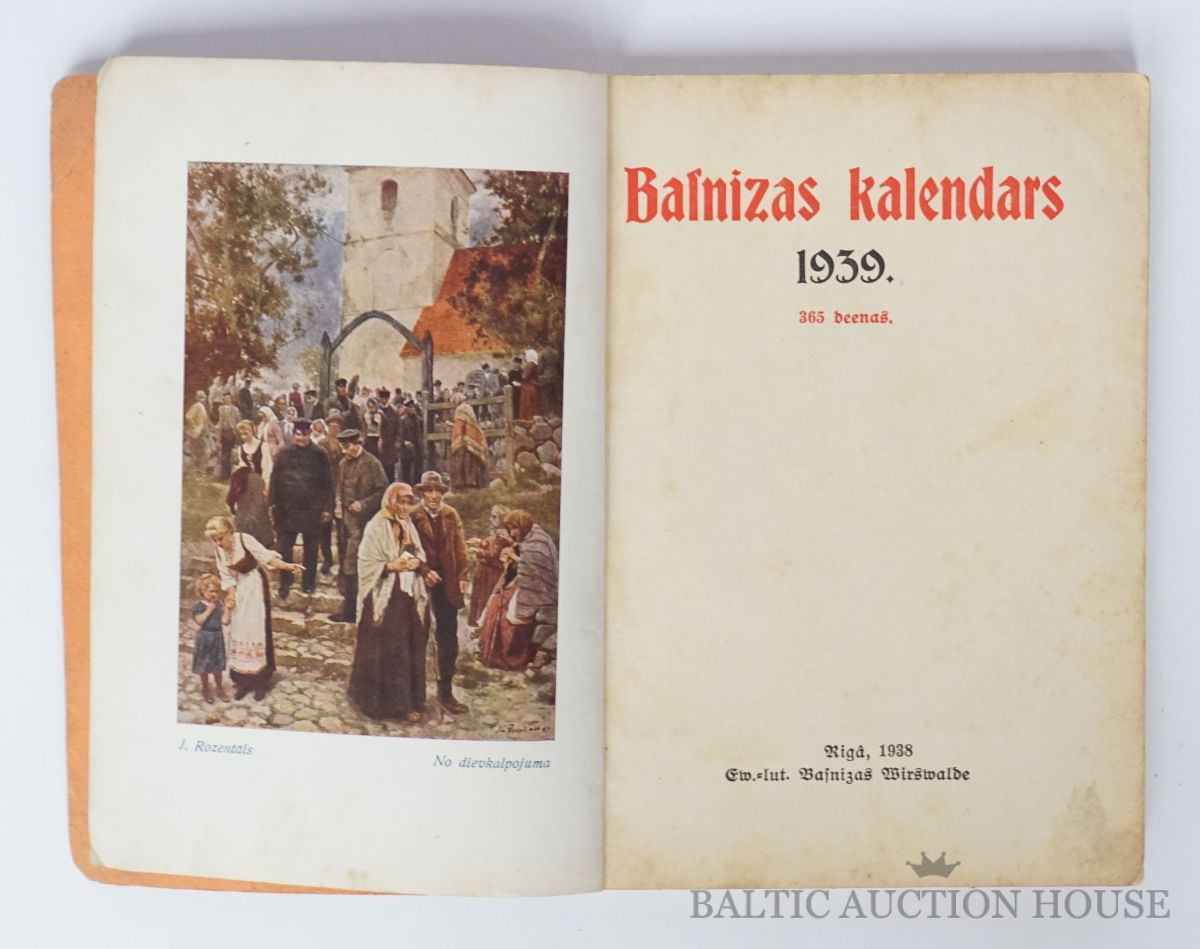 J. Rozentāls
No dievkalpojuma
Baſnizas kalendars
1939.
365 deenas.
Rigâ, 1938
Ew.-lut. Baſnizas Wirswalde
BALTIC AUCTION HOUSE